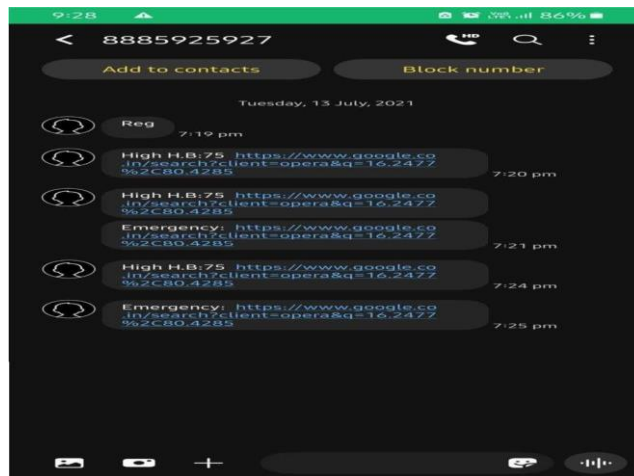 9:28 86%
8885925927 HD
Add to contacts Block number
Tuesday, 13 July, 2021
Reg
7:19 pm
High H.B:75 https://www.google.co
.in/search?client=opera&q=16.2477
%2C80.4285
7:20 pm
High H.B:75 https://www.google.co
.in/search?client=opera&q=16.2477
%2C80.4285
Emergency: https://www.google.co
.in/search?client=opera&q=16.2477
%2C80.4285
7:21 pm
High H.B:75 https://www.google.co
.in/search?client=opera&q=16.2477
%2C80.4285
7:24 pm
Emergency: https://www.google.co
.in/search?client=opera&q=16.2477
%2C80.4285
7:25 pm